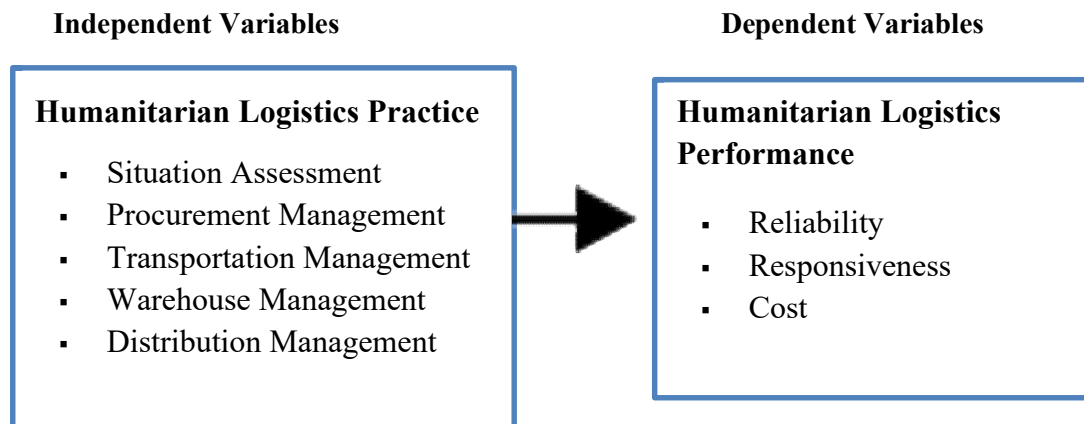 Independent Variables
Dependent Variables
Humanitarian Logistics Practice
▪ Situation Assessment
▪ Procurement Management
▪ Transportation Management
▪ Warehouse Management
▪ Distribution Management
Humanitarian Logistics
Performance
▪ Reliability
▪ Responsiveness
▪ Cost